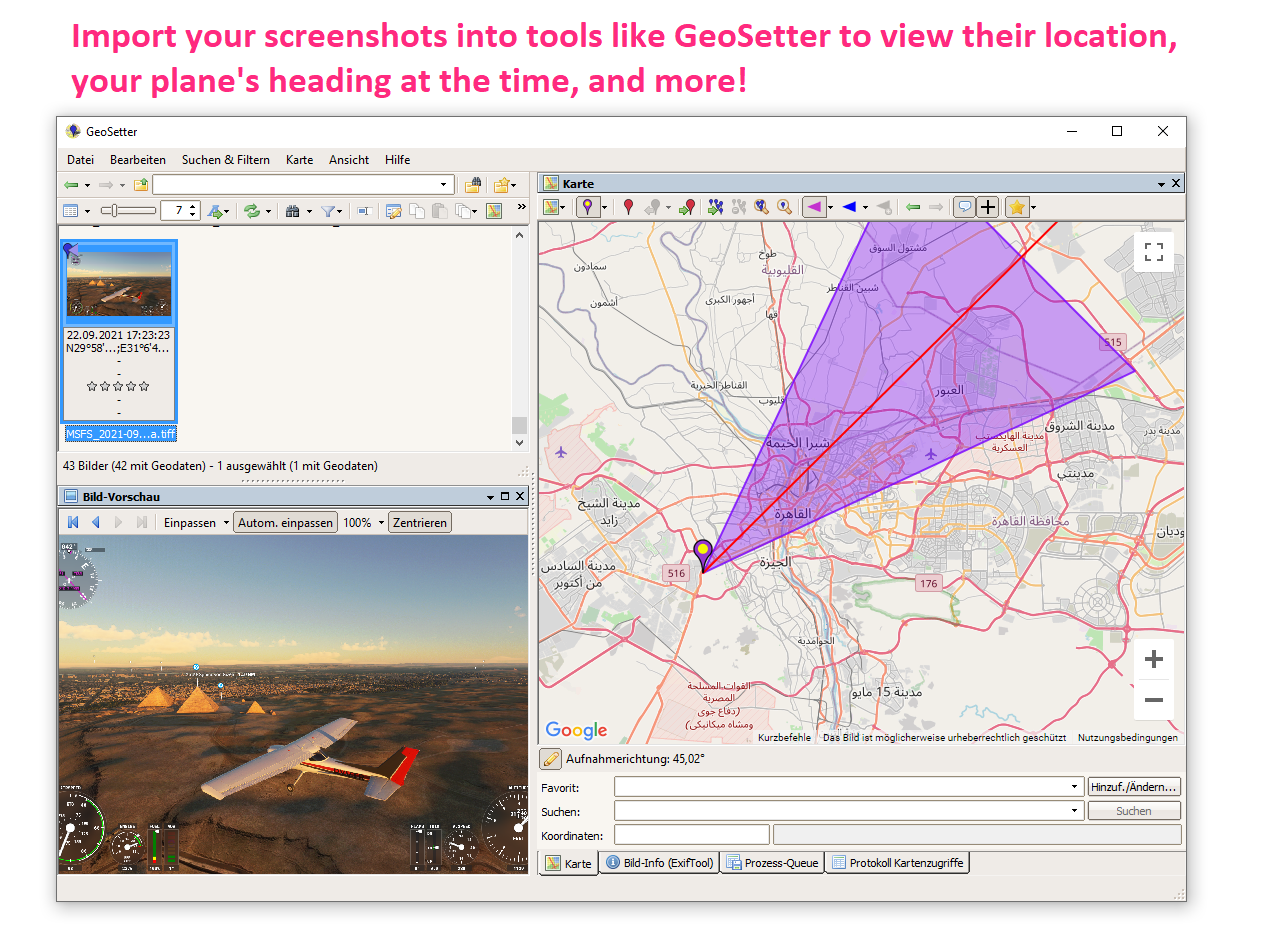 Import your screenshots into tools like GeoSetter to view their location,
your plane's heading at the time, and more!
GeoSetter
Datei Bearbeiten Suchen & Filtern Karte Ansicht Hilfe
7
22.09.2021 17:23:23
N29°58'...;E31°6'4...
-
-
-
-
MSFS_2021-09...a.tiff
43 Bilder (42 mit Geodaten) - 1 ausgewählt (1 mit Geodaten)
Bild-Vorschau
Einpassen Autom. einpassen 100% Zentrieren
042°
Karte
مشتول السوق
طوخ
القليوبية
سمادون
أشمون
شبين القناطر
أجهور الكبرى
قها
515
القناطر الخيرية
قليوب
العبور
شبرا الخيمة
مدينة الهايكستب
العسكرية
مدينة الشروق
مدينة بدر
مدينتي
مدينة الشيخ
زايد
القاهرة
محافظة القاهرة
مدينة السادس
من أكتوبر
516
الجيزة
176
الحوامدية
القوات المسلحة
المصرية
(دفاع جوى
ومشاه ميكانيكى)
مدينة 15 مايو
Google
Kurzbefehle Das Bild ist möglicherweise urheberrechtlich geschützt Nutzungsbedingungen
Aufnahmerichtung: 45,02°
Favorit: Hinzuf./Ändern...
Suchen: Suchen
Koordinaten:
Karte Bild-Info (ExifTool) Prozess-Queue Protokoll Kartenzugriffe